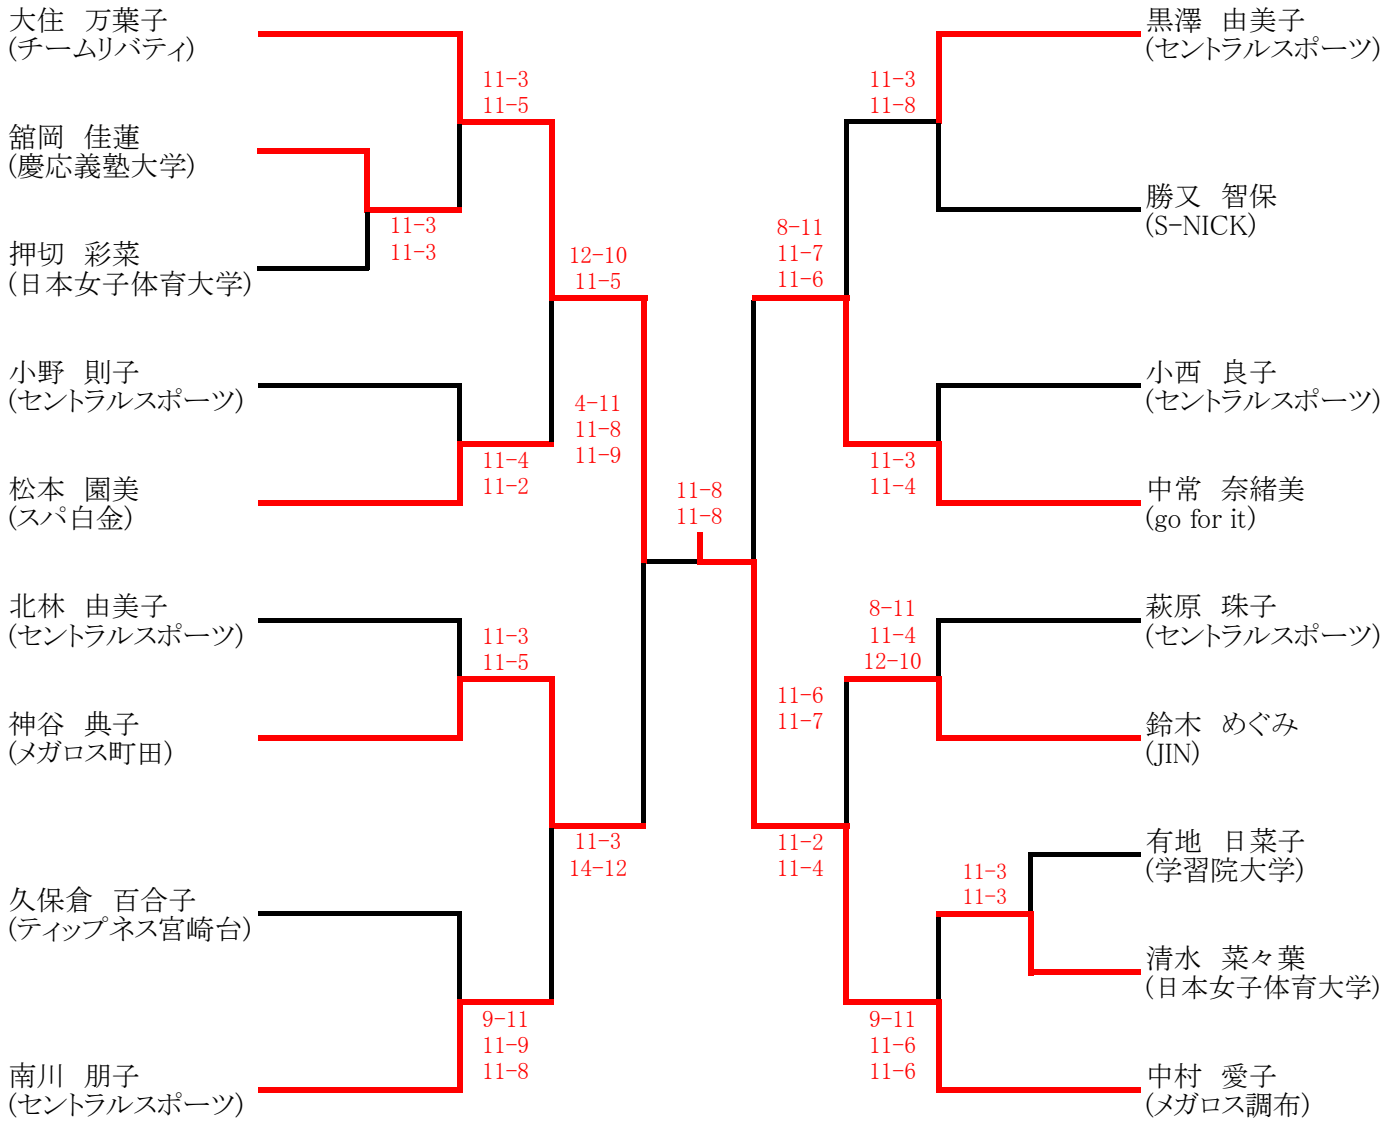 大住　万葉子
(チームリバティ)
舘岡　佳蓮
(慶応義塾大学)
押切　彩菜
(日本女子体育大学)
小野　則子
(セントラルスポーツ)
松本　園美
(スパ白金)
北林　由美子
(セントラルスポーツ)
神谷　典子
(メガロス町田)
久保倉　百合子
(ティップネス宮崎台)
南川　朋子
(セントラルスポーツ)
11-3
11-5
11-3
11-3
12-10
11-5
4-11
11-8
11-9
11-4
11-2
11-3
11-5
11-3
14-12
9-11
11-9
11-8
11-8
11-8
11-3
11-8
8-11
11-7
11-6
11-3
11-4
8-11
11-4
12-10
11-6
11-7
11-2
11-4
11-3
11-3
9-11
11-6
11-6
黒澤　由美子
(セントラルスポーツ)
勝又　智保
(S-NICK)
小西　良子
(セントラルスポーツ)
中常　奈緒美
(go for it)
萩原　珠子
(セントラルスポーツ)
鈴木　めぐみ
(JIN)
有地　日菜子
(学習院大学)
清水　菜々葉
(日本女子体育大学)
中村　愛子
(メガロス調布)